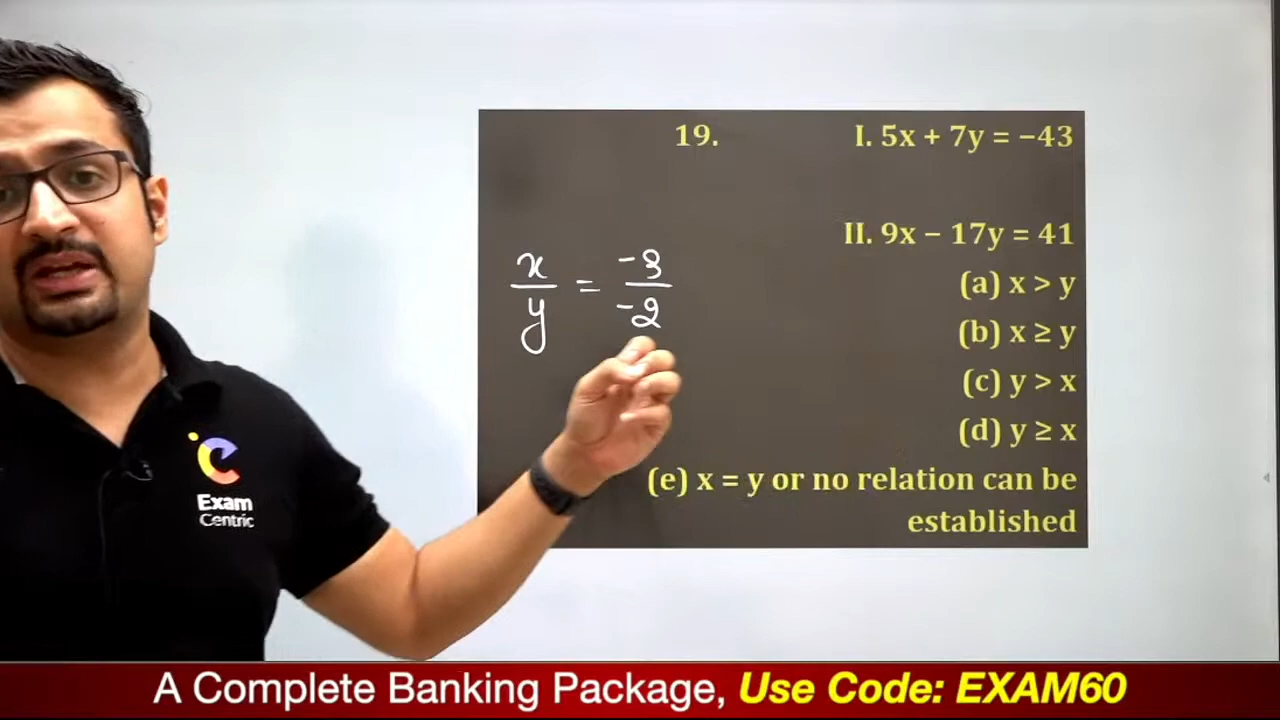 19. I. 5x + 7y = −43
II. 9x − 17y = 41
(a) x > y
(b) x ≥ y
(c) y > x
(d) y ≥ x
(e) x = y or no relation can be
established
x/y = -3/-2
Exam
Centric
A Complete Banking Package, Use Code: EXAM60